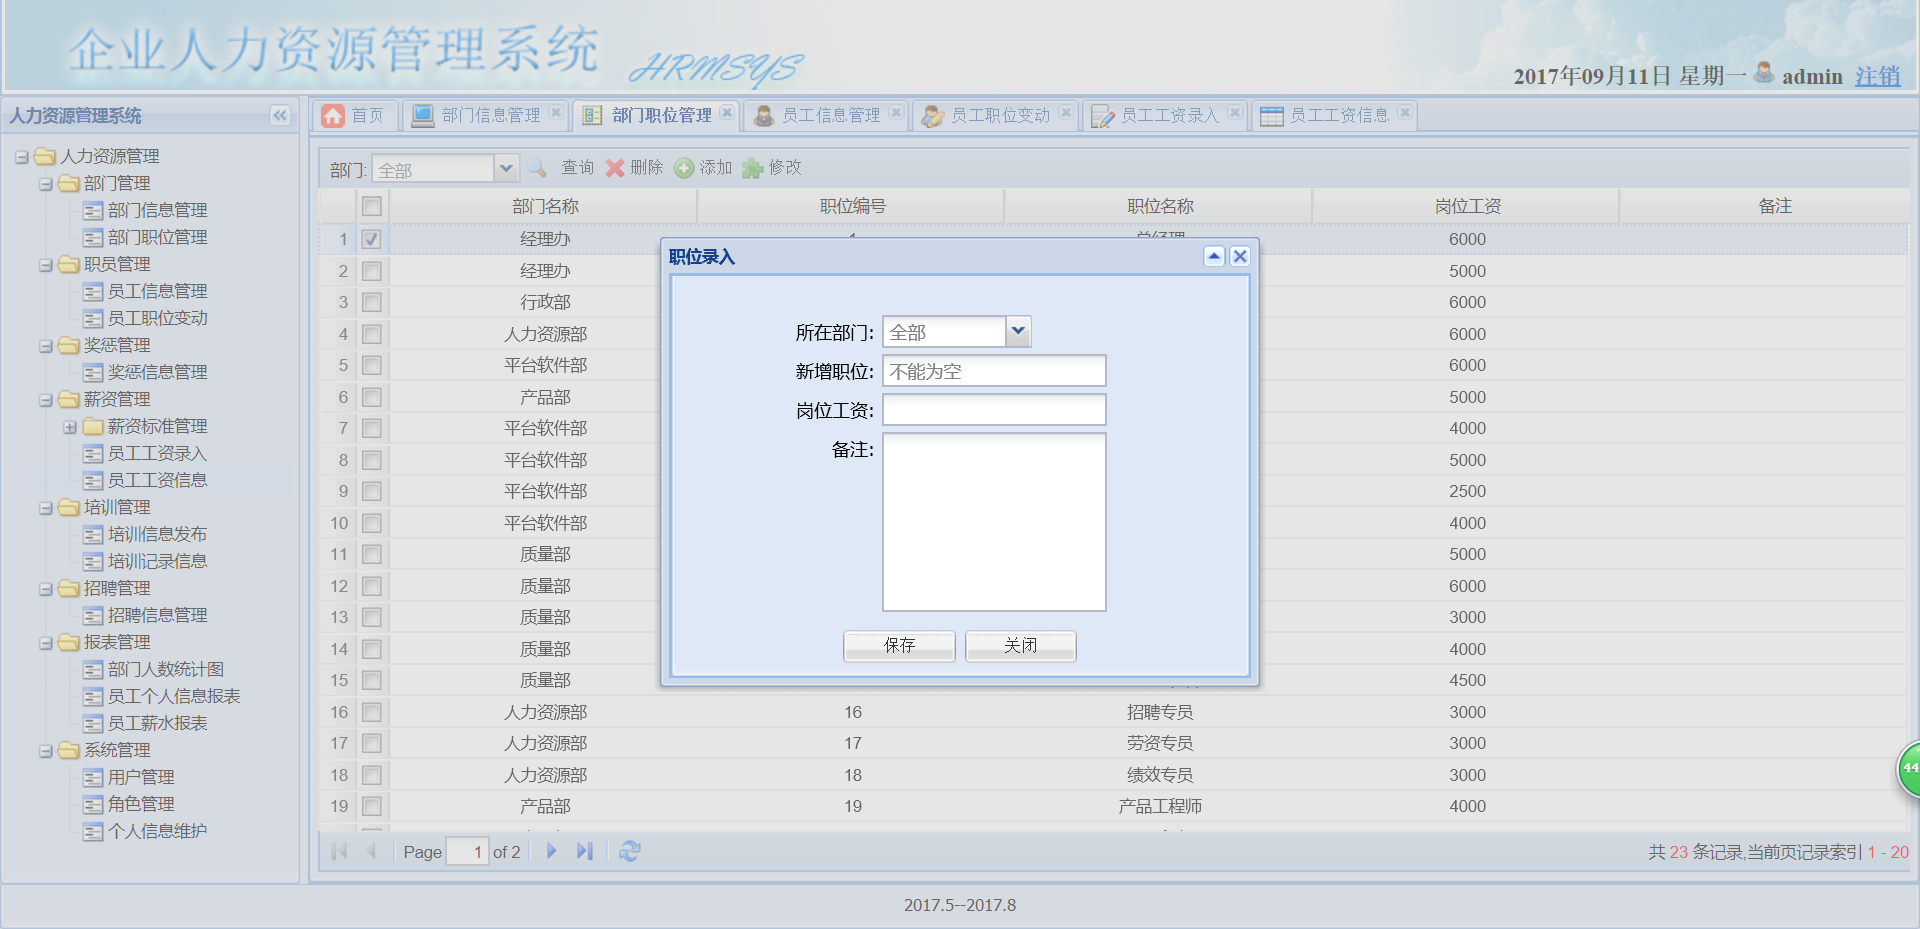 企业人力资源管理系统 HRMSYS
2017年09月11日 星期一 admin 注销
人力资源管理系统
人力资源管理
部门管理
部门信息管理
部门职位管理
职员管理
员工信息管理
员工职位变动
奖惩管理
奖惩信息管理
薪资管理
薪资标准管理
员工工资录入
员工工资信息
培训管理
培训信息发布
培训记录信息
招聘管理
招聘信息管理
报表管理
部门人数统计图
员工个人信息报表
员工薪水报表
系统管理
用户管理
角色管理
个人信息维护
首页 部门信息管理 部门职位管理 员工信息管理 员工职位变动 员工工资录入 员工工资信息
部门: 全部 查询 删除 添加 修改
部门名称 职位编号 职位名称 岗位工资 备注
1 经理办 1 总经理 6000
2 经理办 5000
3 行政部 6000
4 人力资源部 6000
5 平台软件部 6000
6 产品部 5000
7 平台软件部 4000
8 平台软件部 5000
9 平台软件部 2500
10 平台软件部 4000
11 质量部 5000
12 质量部 6000
13 质量部 3000
14 质量部 4000
15 质量部 4500
16 人力资源部 16 招聘专员 3000
17 人力资源部 17 劳资专员 3000
18 人力资源部 18 绩效专员 3000
19 产品部 19 产品工程师 4000
职位录入
所在部门: 全部
新增职位: 不能为空
岗位工资:
备注:
保存 关闭
Page 1 of 2
共 23 条记录,当前页记录索引 1 - 20
44
2017.5--2017.8